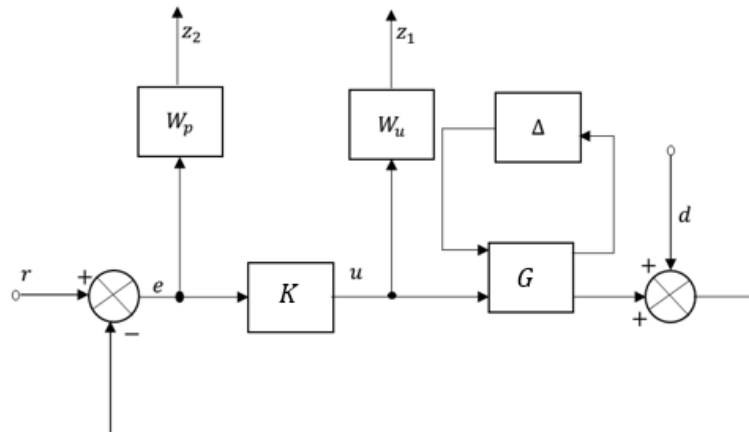 z₂
z₁
Wₚ
Wᵤ
Δ
d
r
+
e
K
u
G
+
+
−